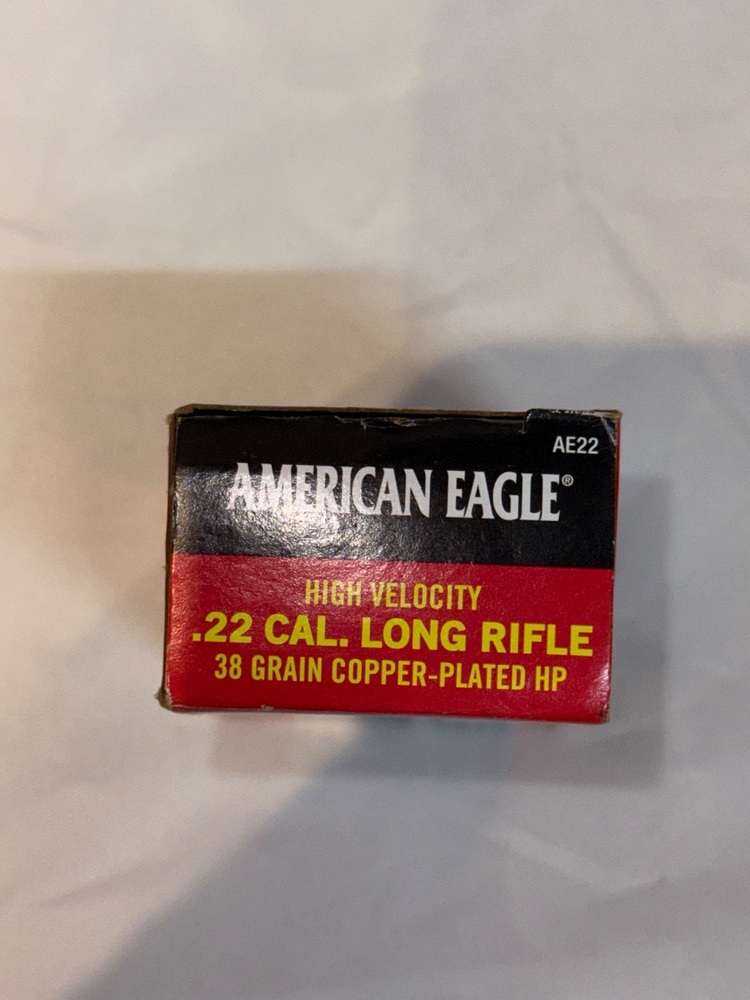 AE22
AMERICAN EAGLE®
HIGH VELOCITY
.22 CAL. LONG RIFLE
38 GRAIN COPPER-PLATED HP